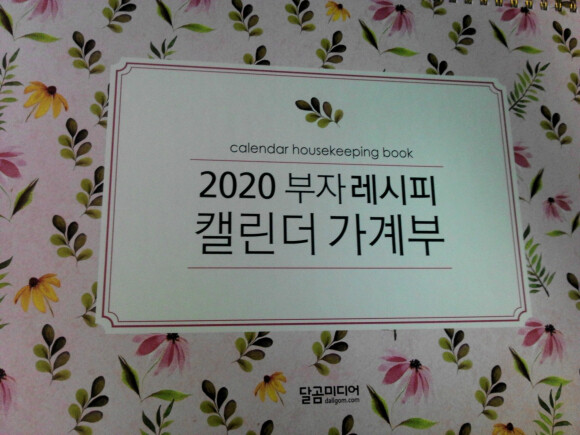 calendar housekeeping book
2020 부자레시피
캘린더 가계부
달곰미디어
dallgom.com